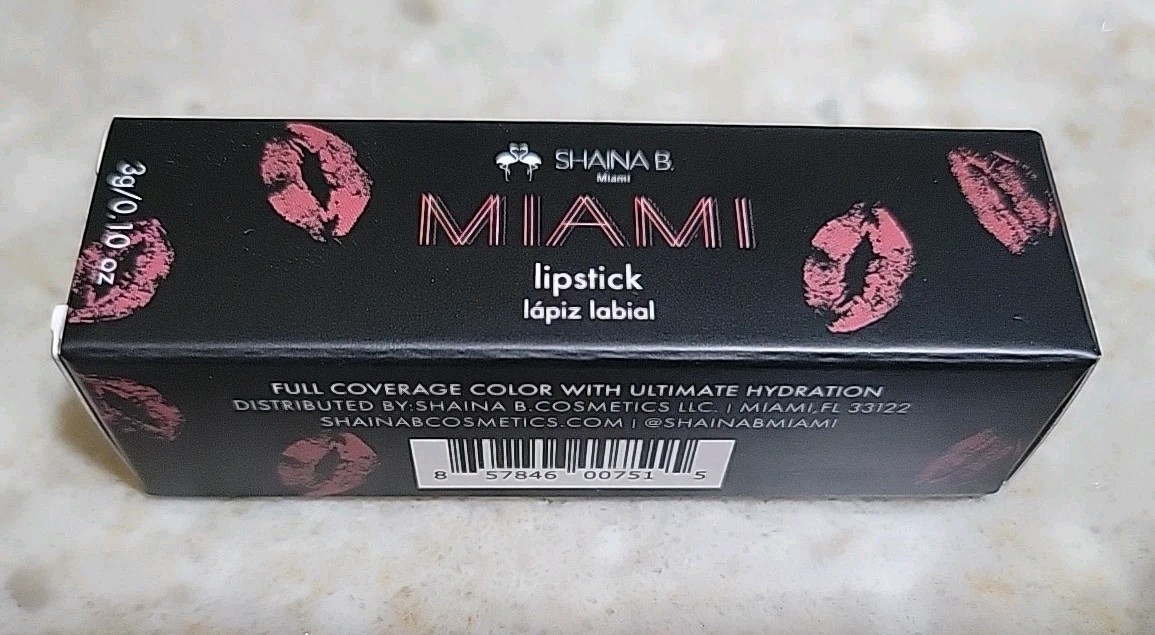 3g/0.10 oz
SHAINA B.
Miami
MIAMI
lipstick
lápiz labial
FULL COVERAGE COLOR WITH ULTIMATE HYDRATION
DISTRIBUTED BY:SHAINA B.COSMETICS LLC. | MIAMI,FL 33122
SHAINABCOSMETICS.COM | @SHAINABMIAMI
8 57846 00751 5